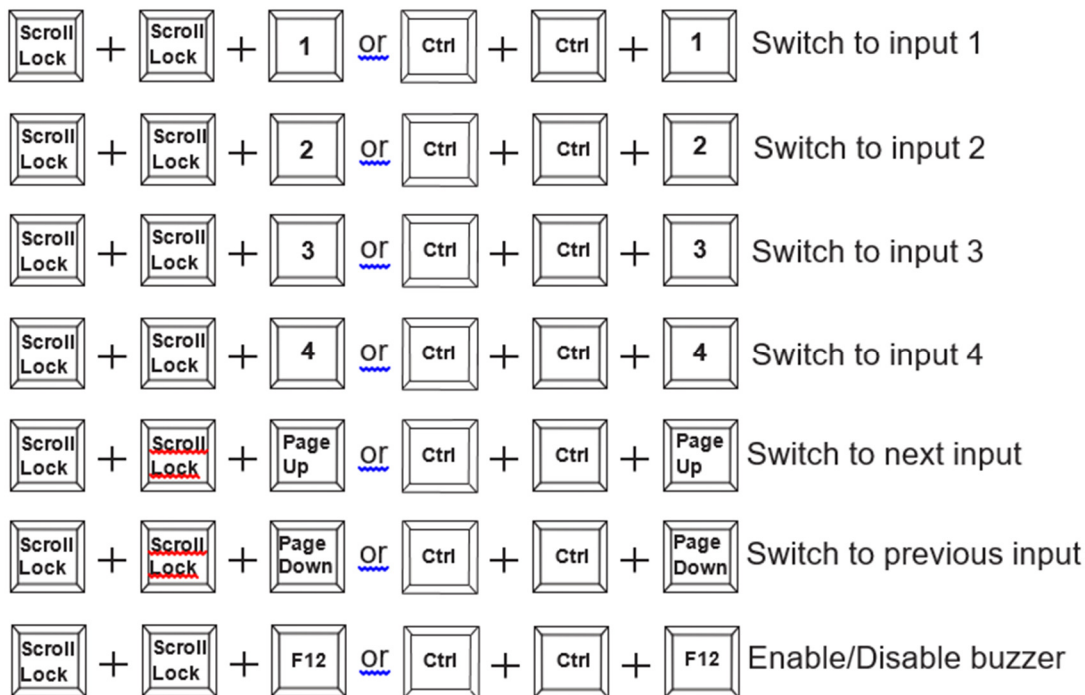 Scroll Lock + Scroll Lock + 1 or Ctrl + Ctrl + 1 Switch to input 1
Scroll Lock + Scroll Lock + 2 or Ctrl + Ctrl + 2 Switch to input 2
Scroll Lock + Scroll Lock + 3 or Ctrl + Ctrl + 3 Switch to input 3
Scroll Lock + Scroll Lock + 4 or Ctrl + Ctrl + 4 Switch to input 4
Scroll Lock + Scroll Lock + Page Up or Ctrl + Ctrl + Page Up Switch to next input
Scroll Lock + Scroll Lock + Page Down or Ctrl + Ctrl + Page Down Switch to previous input
Scroll Lock + Scroll Lock + F12 or Ctrl + Ctrl + F12 Enable/Disable buzzer